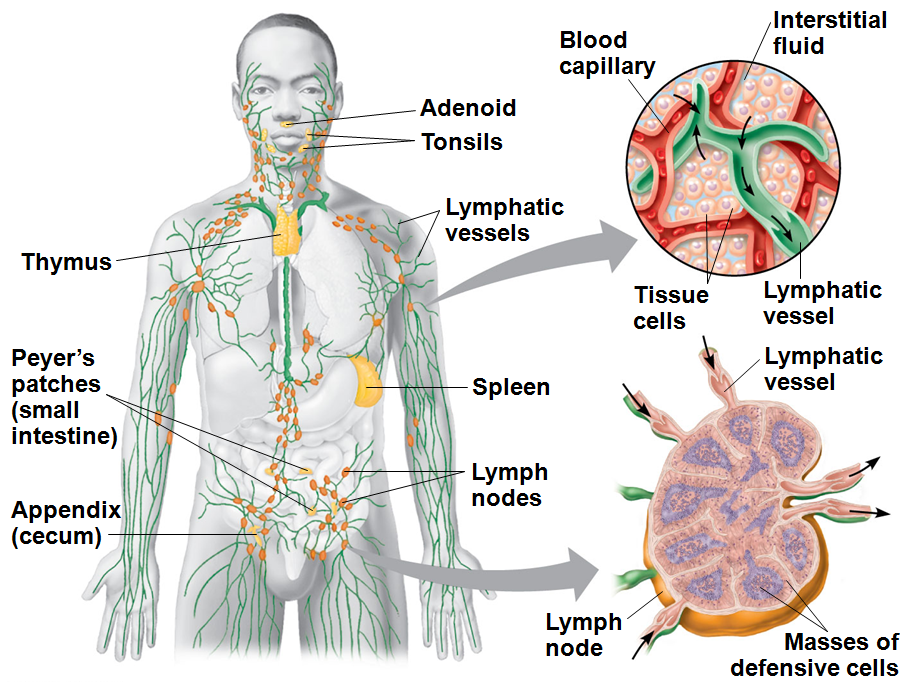 Adenoid
Tonsils
Lymphatic
vessels
Thymus
Peyer’s
patches
(small
intestine)
Spleen
Lymph
nodes
Appendix
(cecum)
Interstitial
fluid
Blood
capillary
Tissue
cells
Lymphatic
vessel
Lymphatic
vessel
Lymph
node
Masses of
defensive cells